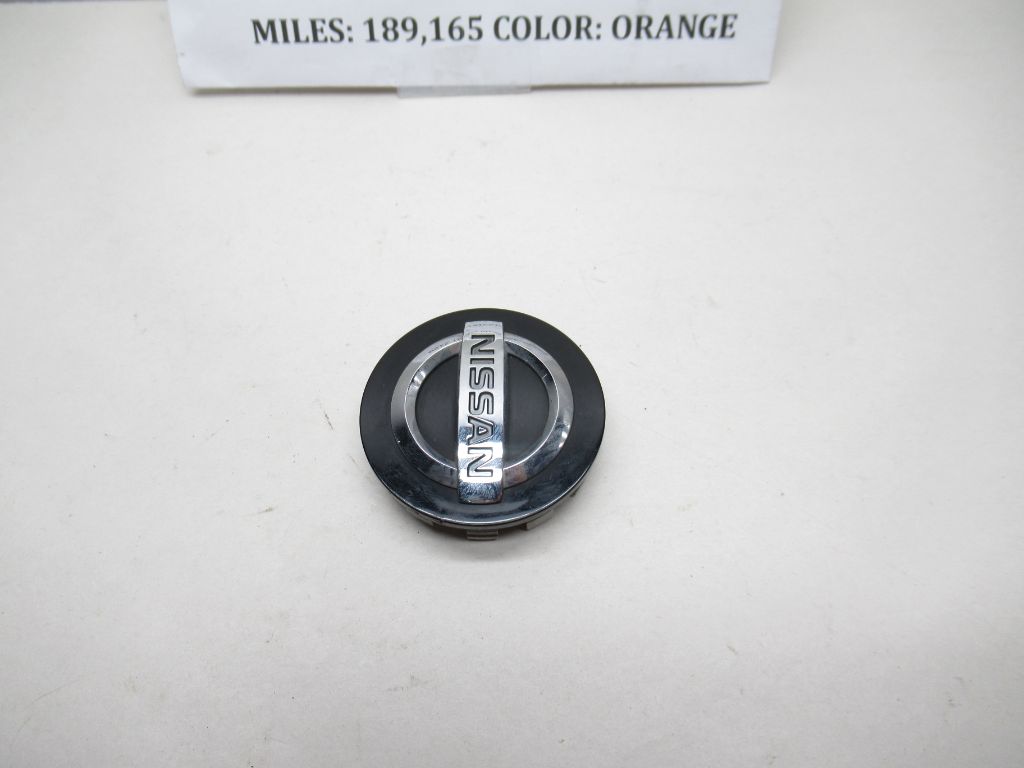 MILES: 189,165 COLOR: ORANGE
NISSAN